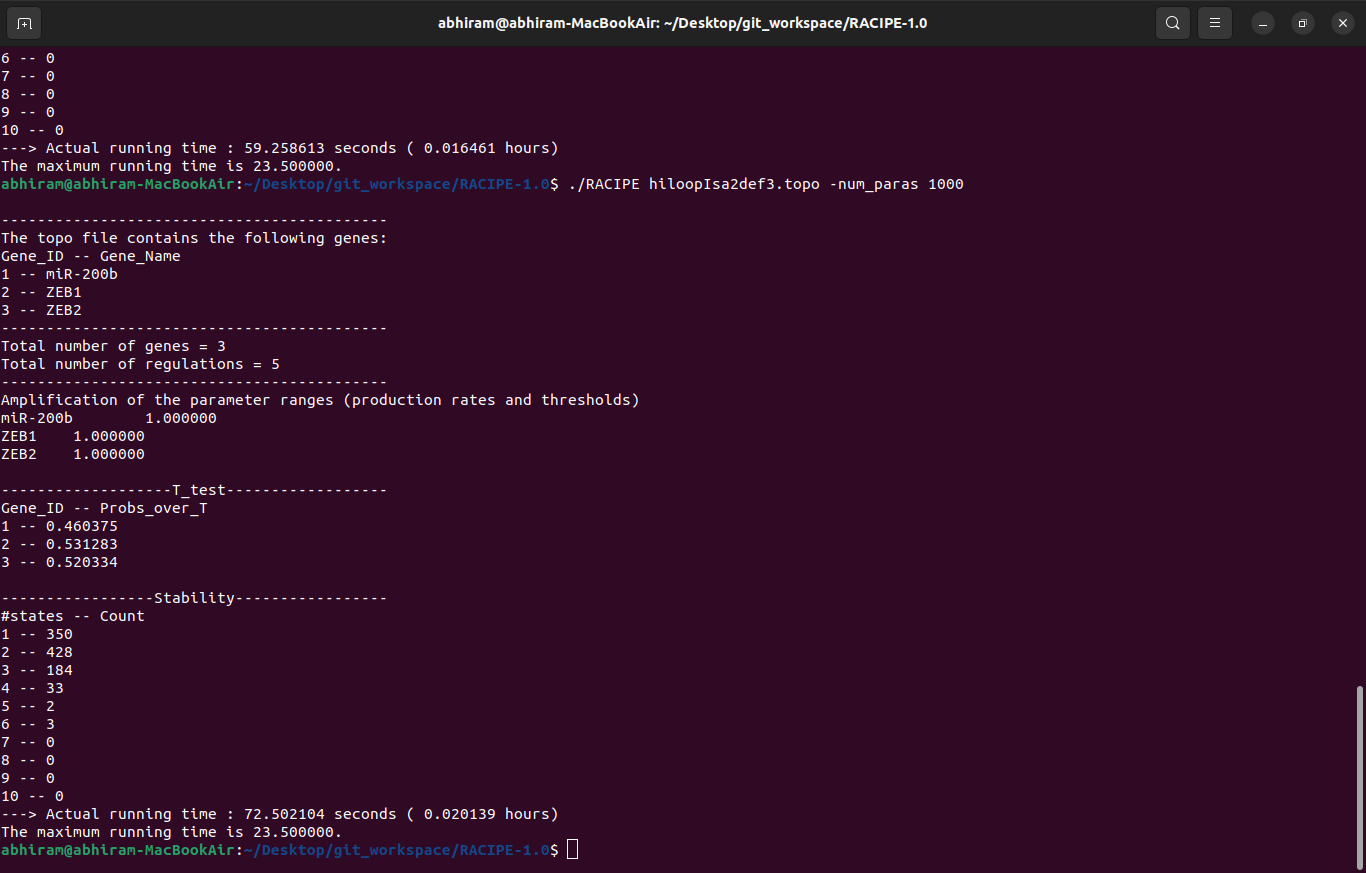 abhiram@abhiram-MacBookAir: ~/Desktop/git_workspace/RACIPE-1.0
6 -- 0
7 -- 0
8 -- 0
9 -- 0
10 -- 0
---> Actual running time : 59.258613 seconds ( 0.016461 hours)
The maximum running time is 23.500000.
abhiram@abhiram-MacBookAir:~/Desktop/git_workspace/RACIPE-1.0$ ./RACIPE hiloopIsa2def3.topo -num_paras 1000
-------------------------------------------
The topo file contains the following genes:
Gene_ID -- Gene_Name
1 -- miR-200b
2 -- ZEB1
3 -- ZEB2
-------------------------------------------
Total number of genes = 3
Total number of regulations = 5
-------------------------------------------
Amplification of the parameter ranges (production rates and thresholds)
miR-200b        1.000000
ZEB1    1.000000
ZEB2    1.000000
-------------------T_test------------------
Gene_ID -- Probs_over_T
1 -- 0.460375
2 -- 0.531283
3 -- 0.520334
-----------------Stability-----------------
#states -- Count
1 -- 350
2 -- 428
3 -- 184
4 -- 33
5 -- 2
6 -- 3
7 -- 0
8 -- 0
9 -- 0
10 -- 0
---> Actual running time : 72.502104 seconds ( 0.020139 hours)
The maximum running time is 23.500000.
abhiram@abhiram-MacBookAir:~/Desktop/git_workspace/RACIPE-1.0$